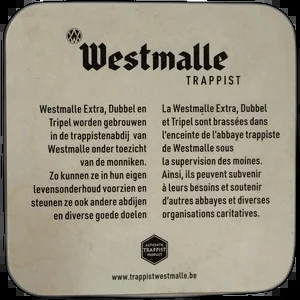 Westmalle
TRAPPIST
Westmalle Extra, Dubbel en
Tripel worden gebrouwen
in de trappistenabdij van
Westmalle onder toezicht
van de monniken.
Zo kunnen ze in hun eigen
levensonderhoud voorzien en
steunen ze ook andere abdijen
en diverse goede doelen
La Westmalle Extra, Dubbel
et Tripel sont brassées dans
l'enceinte de l'abbaye trappiste
de Westmalle sous
la supervision des moines.
Ainsi, ils peuvent subvenir
à leurs besoins et soutenir
d'autres abbayes et diverses
organisations caritatives.
AUTHENTIC
TRAPPIST
PRODUCT
www.trappistwestmalle.be